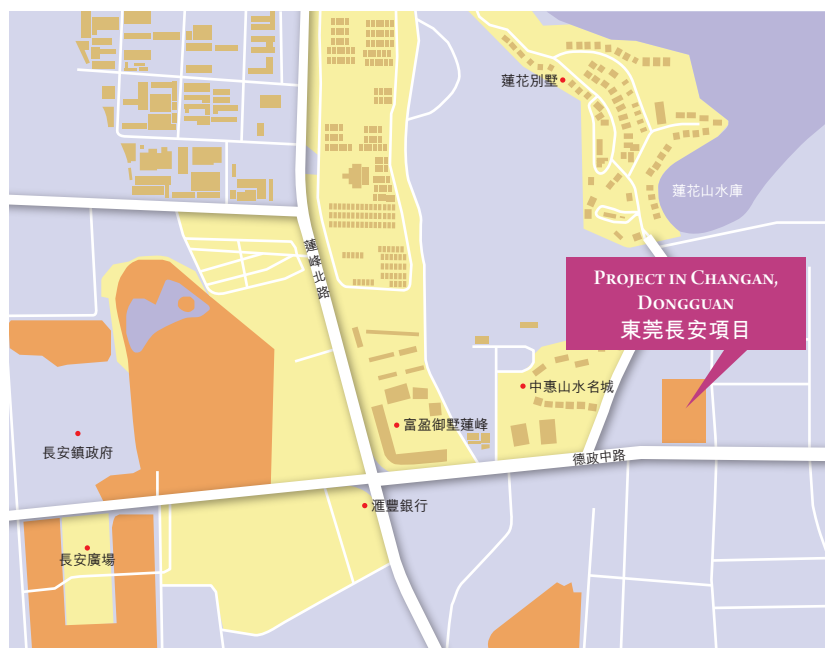 蓮花別墅
蓮花山水庫
蓮峰北路
PROJECT IN CHANGAN,
DONGGUAN
東莞長安項目
中惠山水名城
富盈御墅蓮峰
長安鎮政府
德政中路
滙豐銀行
長安廣場